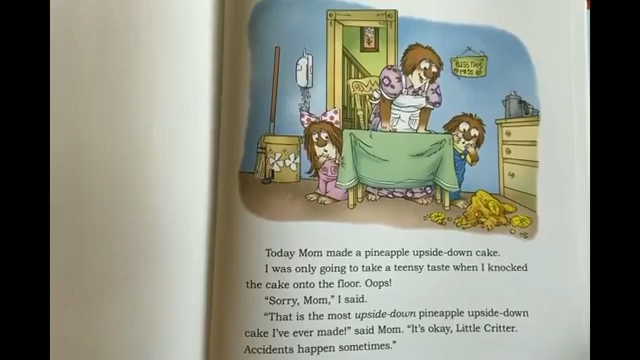 BLESS THIS
MESS
Today Mom made a pineapple upside-down cake.
I was only going to take a teensy taste when I knocked
the cake onto the floor. Oops!
“Sorry, Mom,” I said.
“That is the most upside-down pineapple upside-down
cake I’ve ever made!” said Mom. “It’s okay, Little Critter.
Accidents happen sometimes.”